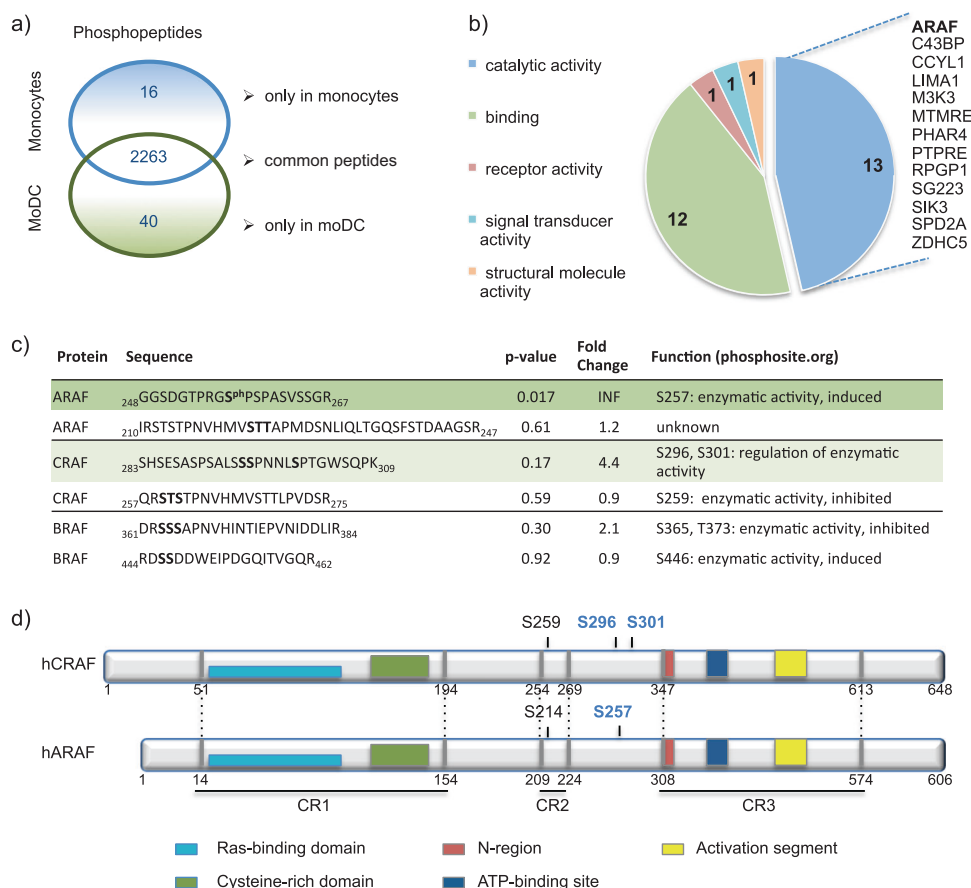 a)
Phosphopeptides
Monocytes
MoDC
16
2263
40
➢ only in monocytes
➢ common peptides
➢ only in moDC
b)
catalytic activity
binding
receptor activity
signal transducer
activity
structural molecule
activity
1
1
1
12
13
ARAF
C43BP
CCYL1
LIMA1
M3K3
MTMRE
PHAR4
PTPRE
RPGP1
SG223
SIK3
SPD2A
ZDHC5
c)
Protein Sequence p-value Fold Change Function (phosphosite.org)
ARAF 248GGSDGTPRGSphPSPASVSSGR267 0.017 INF S257: enzymatic activity, induced
ARAF 210IRSTSTPNVHMVSTTAPMDSNLIQLTGQSFSTDAAGSR247 0.61 1.2 unknown
CRAF 283SHSESASPSALSSSPNNLSPTGWSQPK309 0.17 4.4 S296, S301: regulation of enzymatic
activity
CRAF 257QRSTSTPNVHMVSTTLPVDSR275 0.59 0.9 S259: enzymatic activity, inhibited
BRAF 361DRSSSAPNVHINTIEPVNIDDLIR384 0.30 2.1 S365, T373: enzymatic activity, inhibited
BRAF 444RDSSDDWEIPDGQITVGQR462 0.92 0.9 S446: enzymatic activity, induced
d)
S259 S296 S301
hCRAF
1 51 194 254 269 347 613 648
S214 S257
hARAF
1 14 154 209 224 308 574 606
CR1 CR2 CR3
Ras-binding domain N-region Activation segment
Cysteine-rich domain ATP-binding site